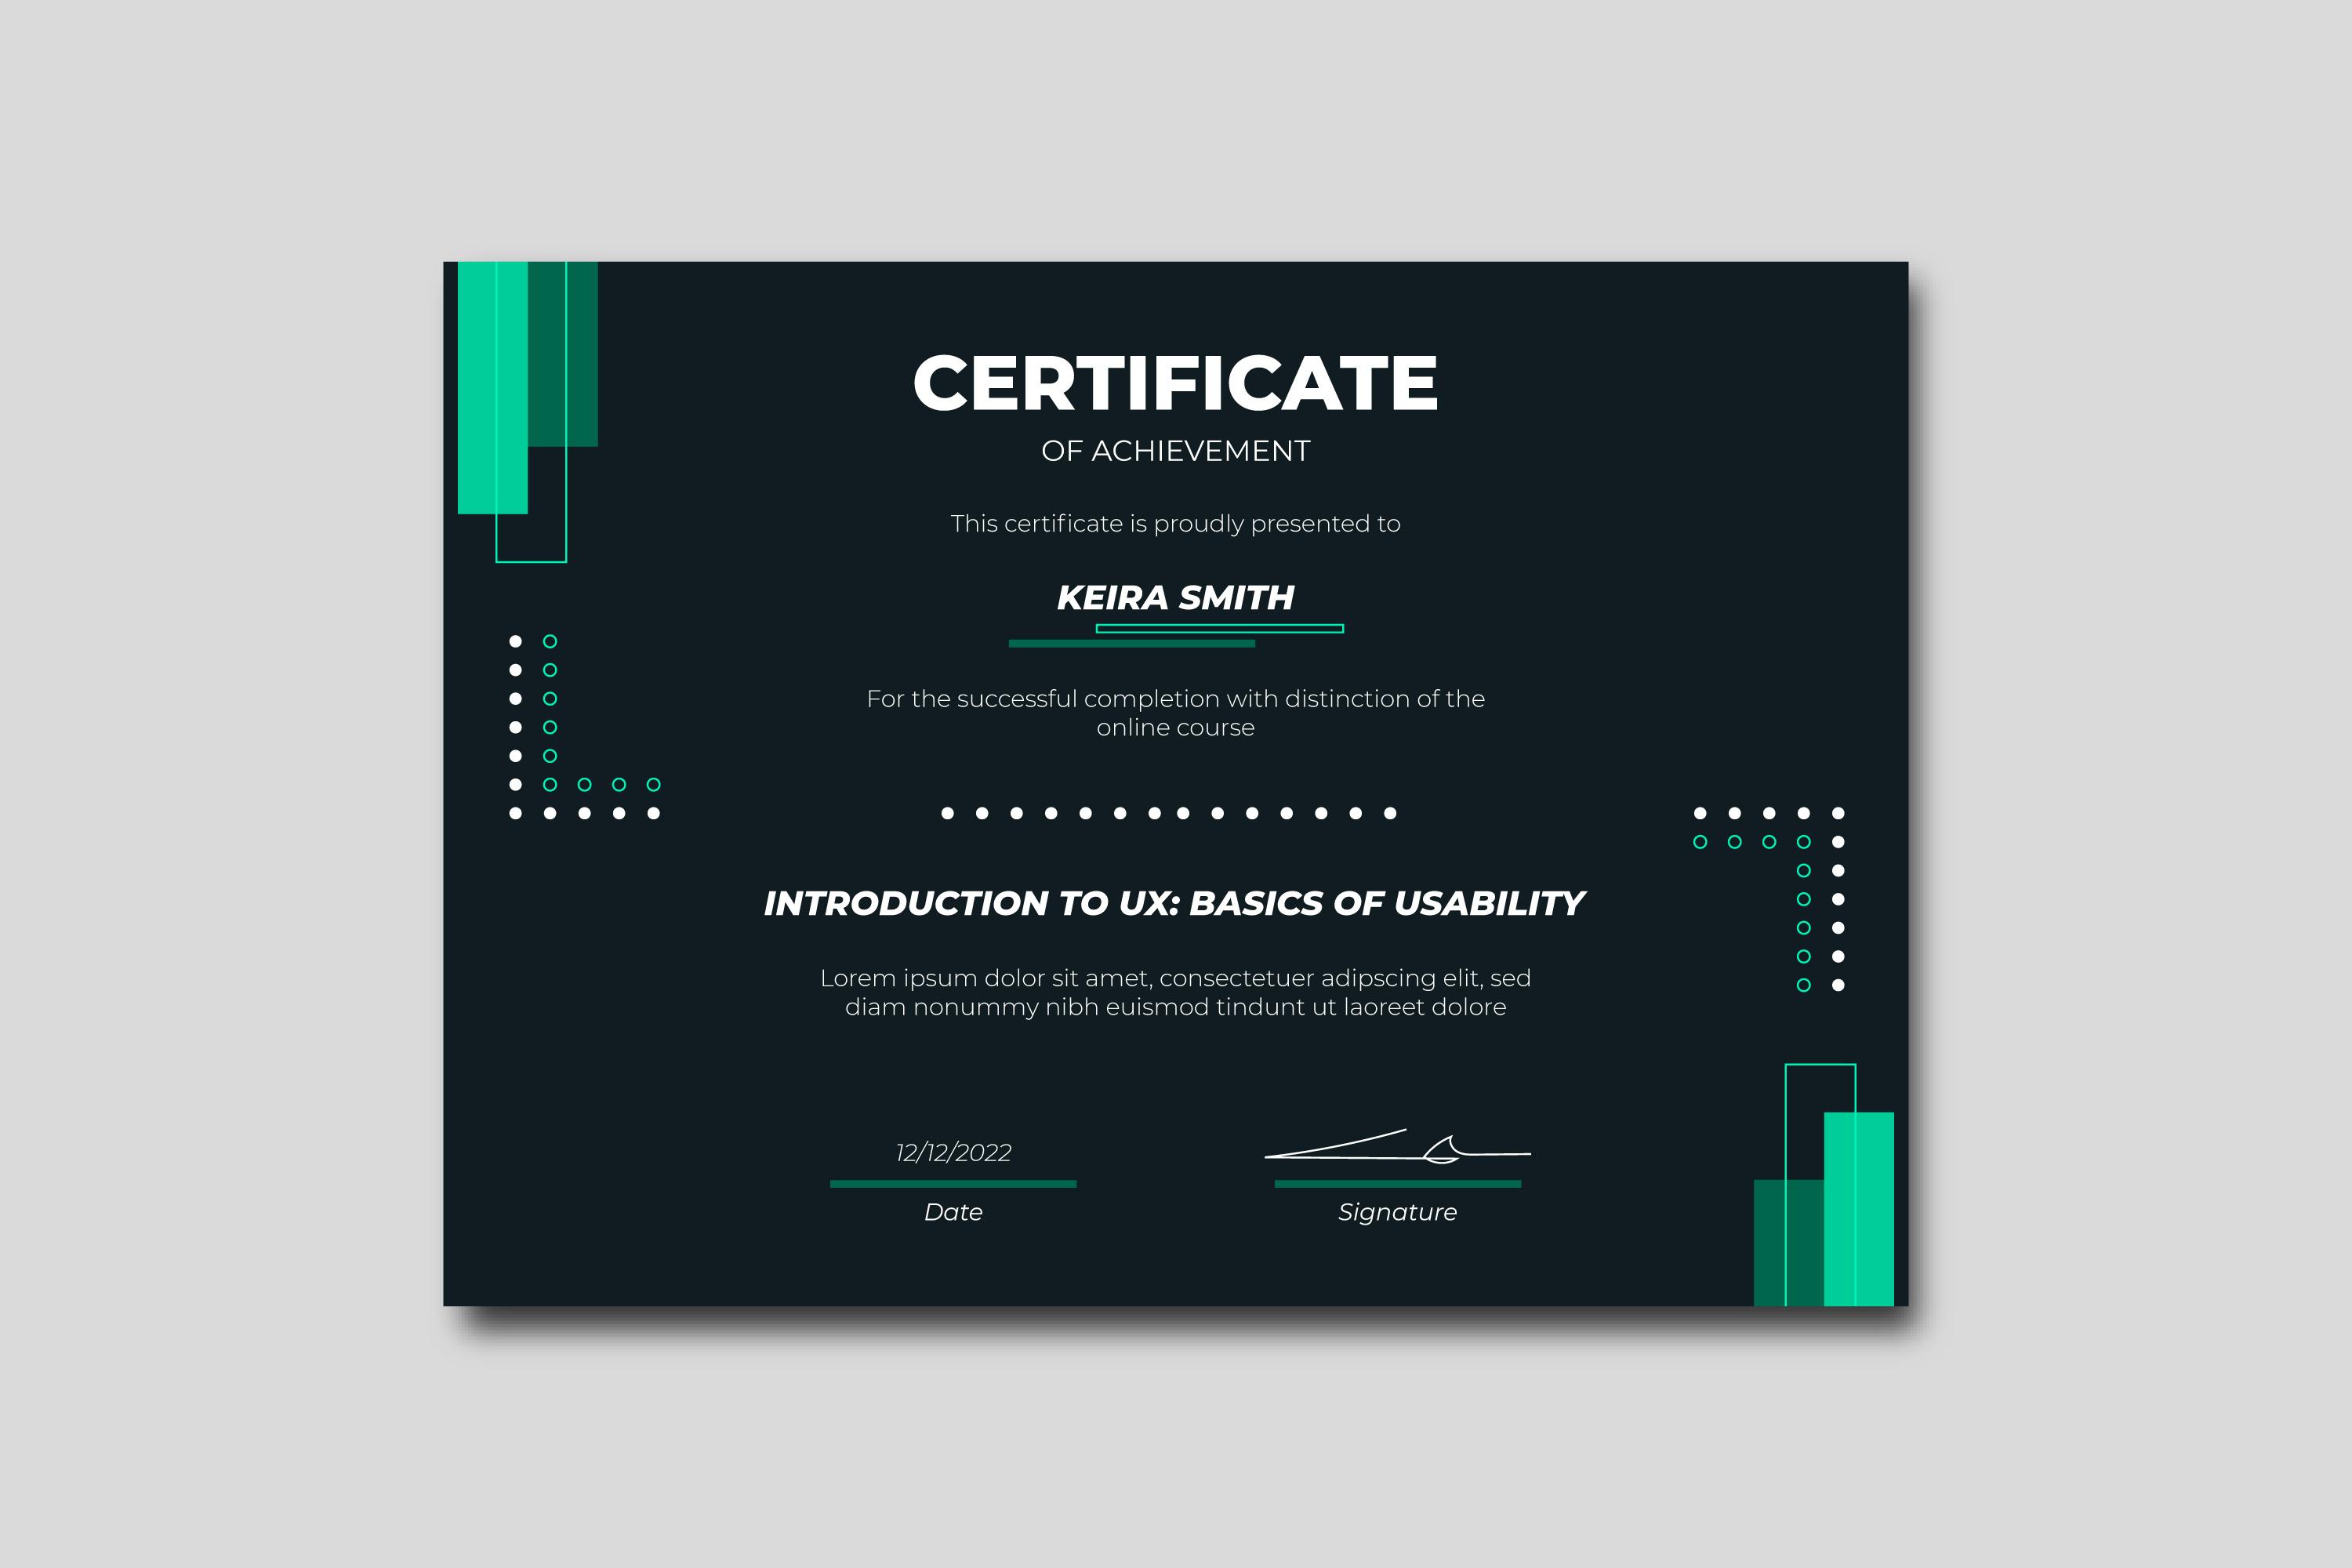 CERTIFICATE
OF ACHIEVEMENT
This certificate is proudly presented to
KEIRA SMITH
For the successful completion with distinction of the
online course
INTRODUCTION TO UX: BASICS OF USABILITY
Lorem ipsum dolor sit amet, consectetuer adipscing elit, sed
diam nonummy nibh euismod tindunt ut laoreet dolore
12/12/2022
Date
Signature